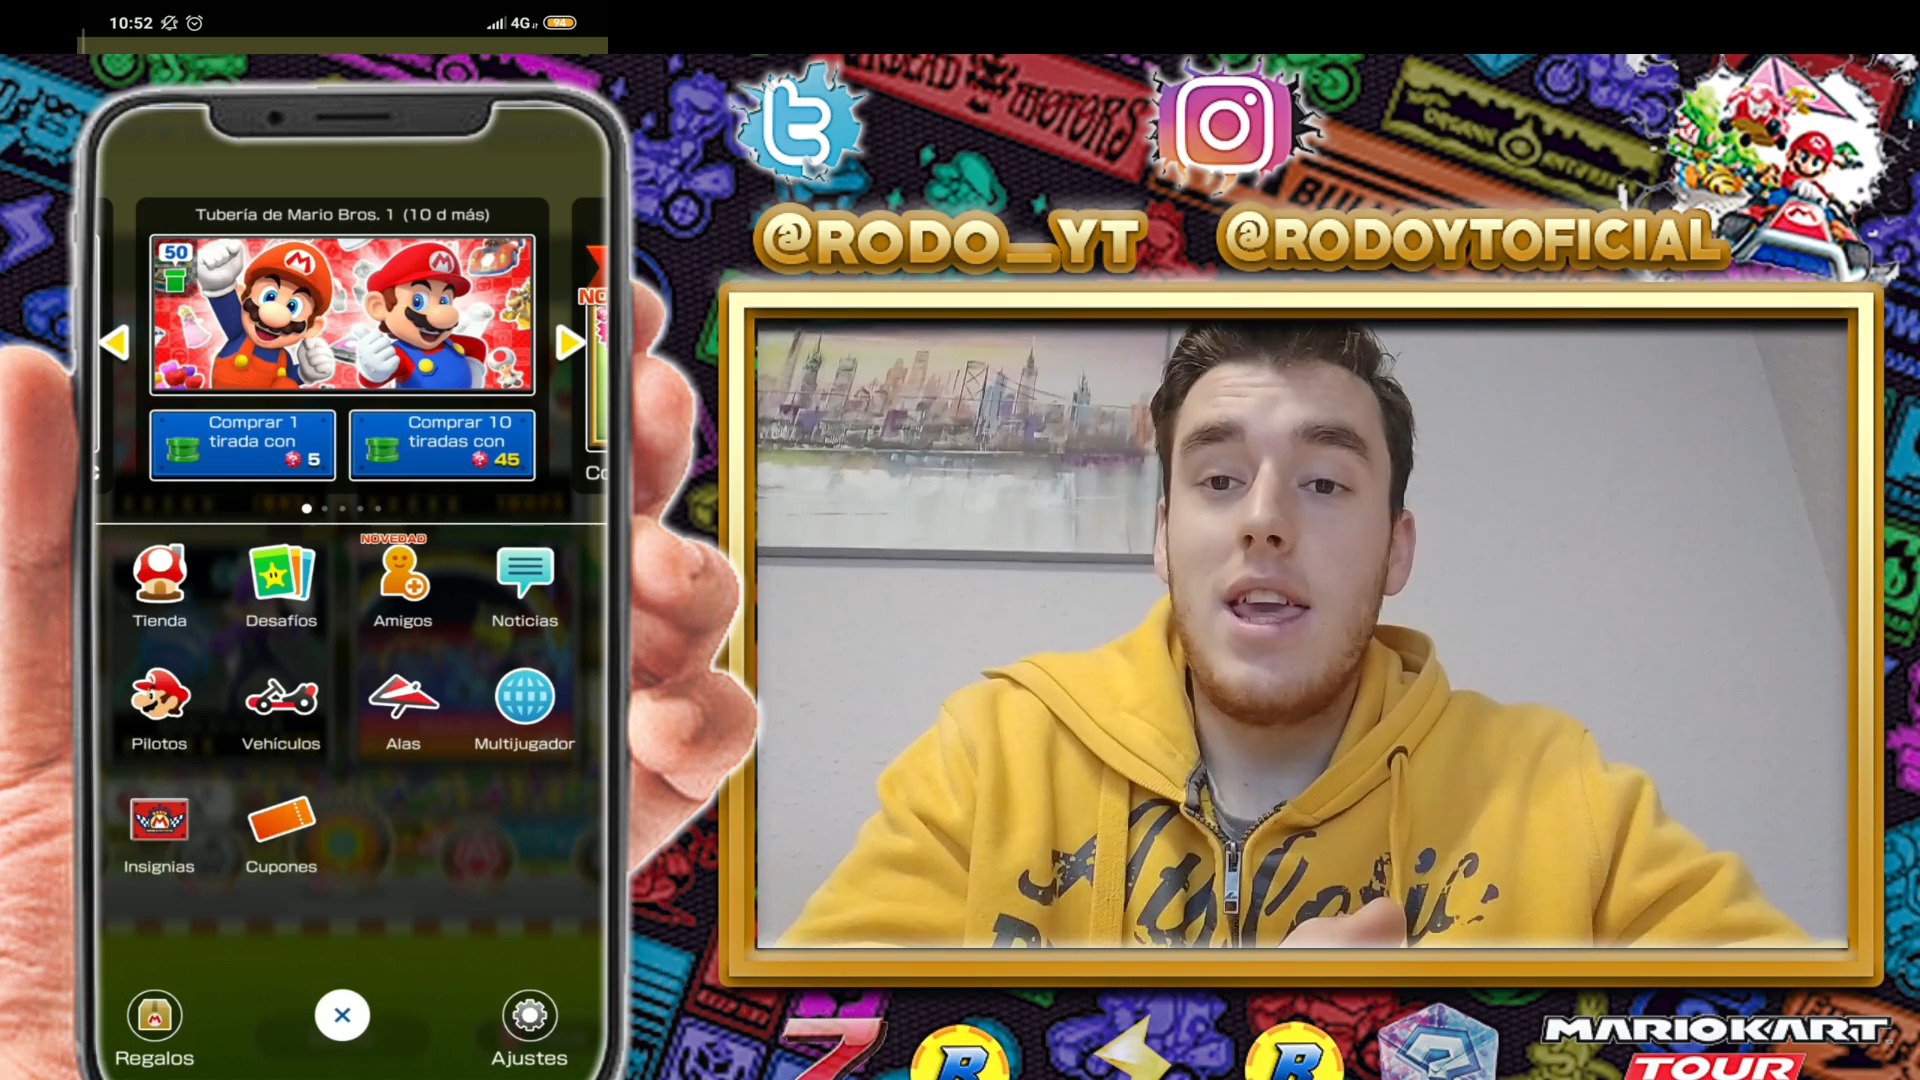 10:52
4G
94
@RODO_YT
@RODOYTOFICIAL
Tubería de Mario Bros. 1 (10 d más)
50
Comprar 1
tirada con
5
Comprar 10
tiradas con
45
NOVEDAD
Tienda
Desafíos
Amigos
Noticias
Pilotos
Vehículos
Alas
Multijugador
Insignias
Cupones
Regalos
Ajustes
MOTORS
MARIOKART
TOUR